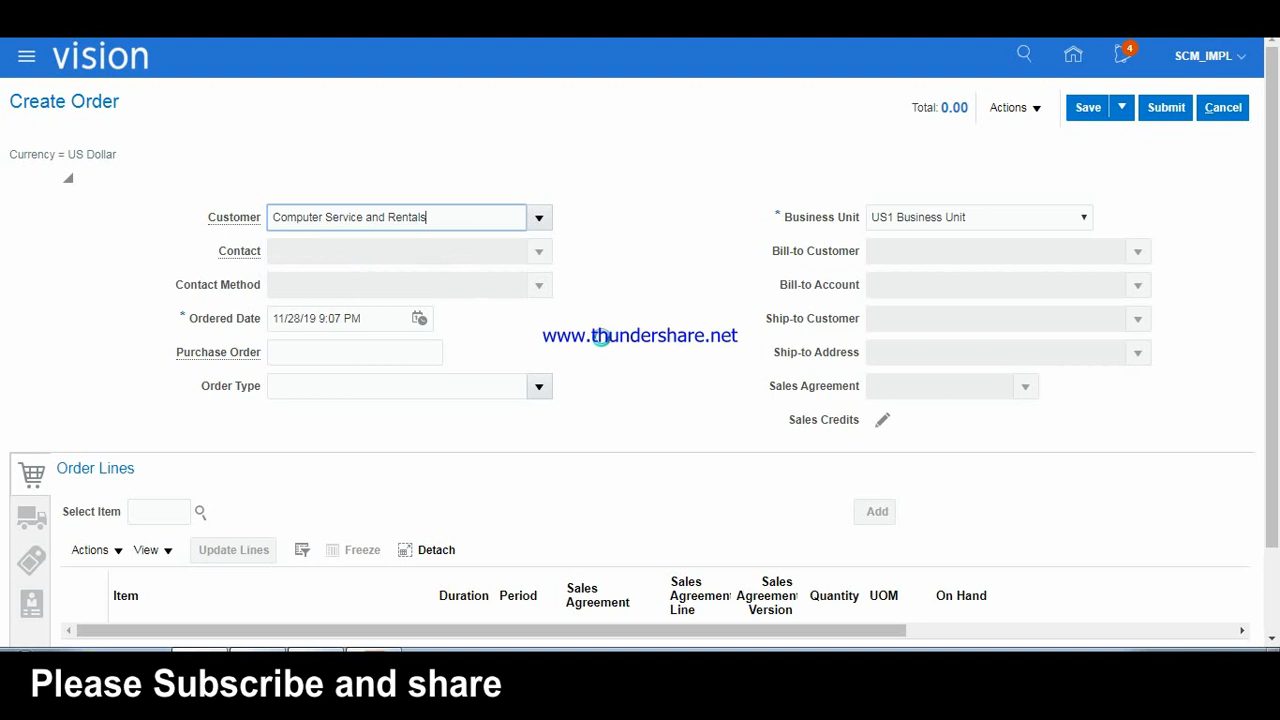 vision
4
SCM_IMPL
Create Order
Total: 0.00
Actions
Save
Submit
Cancel
Currency = US Dollar
Customer Computer Service and Rentals
* Business Unit US1 Business Unit
Contact
Bill-to Customer
Contact Method
Bill-to Account
* Ordered Date 11/28/19 9:07 PM
Ship-to Customer
www.thundershare.net
Purchase Order
Ship-to Address
Order Type
Sales Agreement
Sales Credits
Order Lines
Select Item
Add
Actions View Update Lines Freeze Detach
Item
Duration
Period
Sales Agreement
Sales Agreement Line
Sales Agreement Version
Quantity
UOM
On Hand
Please Subscribe and share